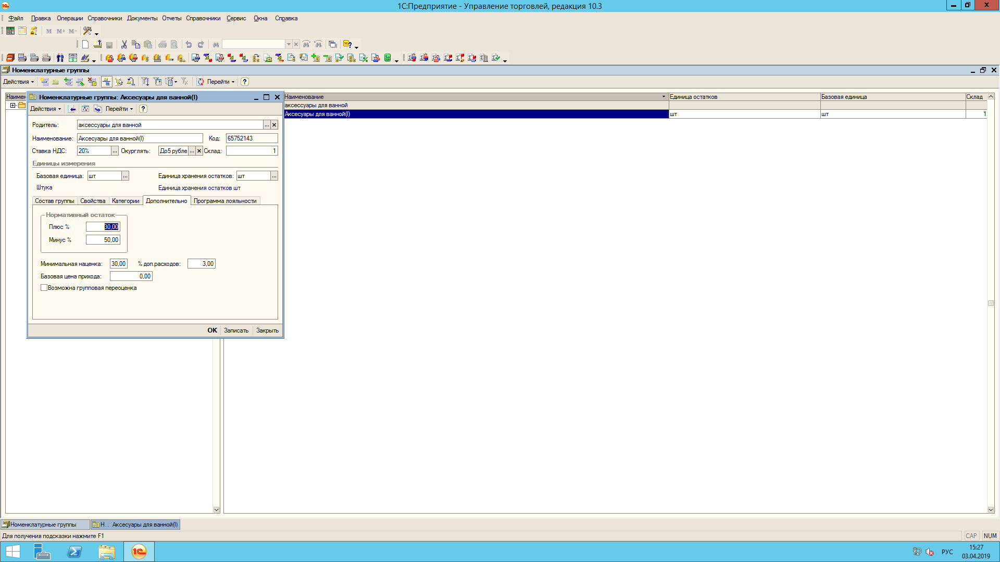 1С:Предприятие - Управление торговлей, редакция 10.3
Файл Правка Операции Справочники Документы Отчеты Справочники Сервис Окна Справка
M M+ M-
Номенклатурные группы
Действия Перейти
Наимен
Номенклатурные группы: Аксесуары для ванной(I)
Действия Перейти
Родитель: аксессуары для ванной
Наименование: Аксесуары для ванной(I) Код: 65752143
Ставка НДС: 20% Окурглять: До5 рубле Склад: 1
Единицы измерения
Базовая единица: шт Единица хранения остатков: шт
Штука Единица хранения остатков шт
Состав группы Свойства Категории Дополнительно Программа лояльности
Нормативный остаток
Плюс % 30,00
Минус % 50,00
Минимальная наценка: 30,00 % доп.расходов: 3,00
Базовая цена прихода: 0,00
Возможна групповая переоценка
OK Записать Закрыть
Наименование Единица остатков Базовая единица Склад
аксессуары для ванной
Аксесуары для ванной(I) шт шт 1
Номенклатурные группы Н...: Аксесуары для ванной(I)
Для получения подсказки нажмите F1 CAP NUM
РУС 15:27
03.04.2019